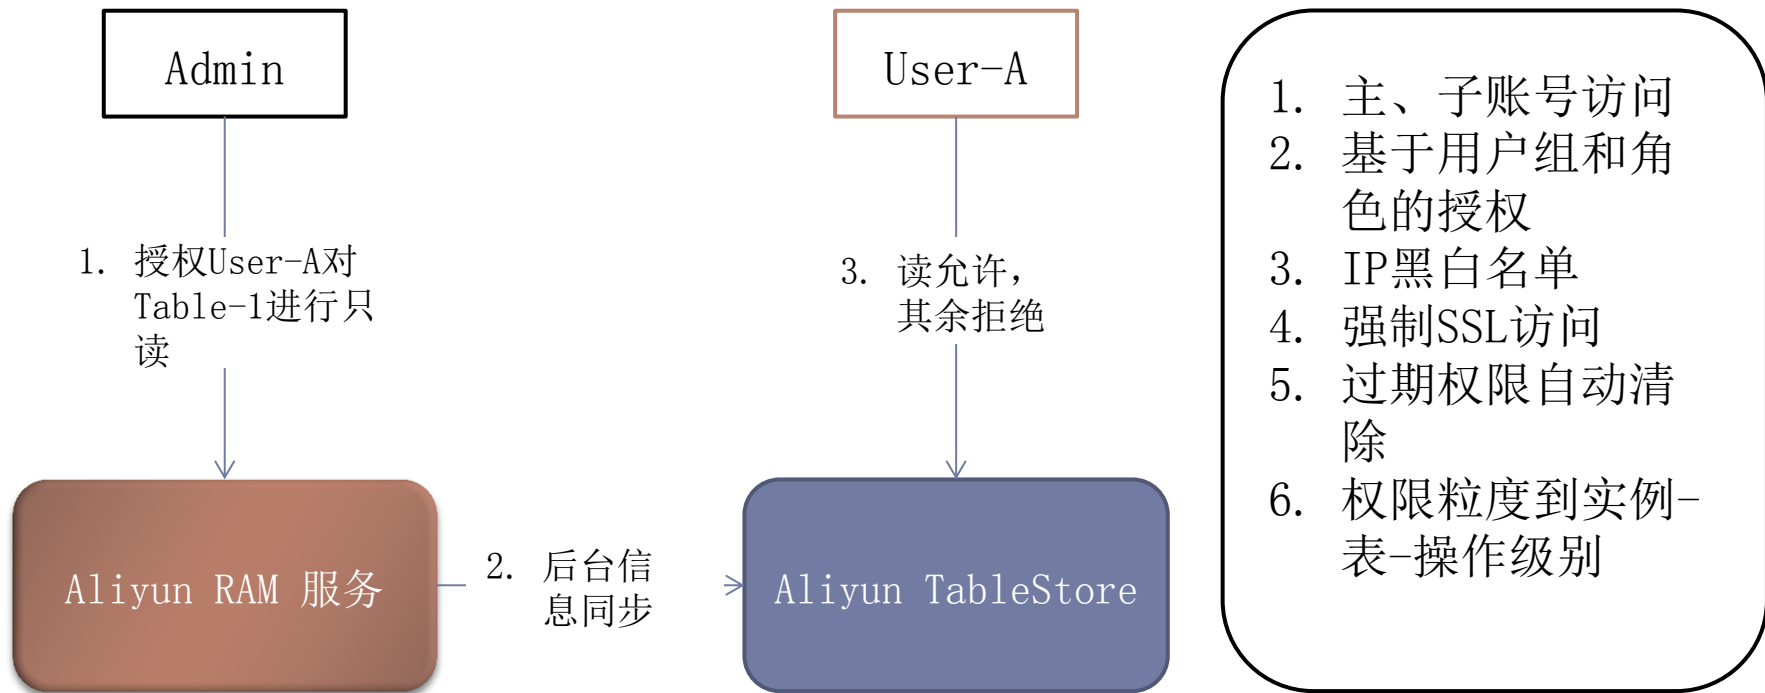 Admin
User-A
1. 授权User-A对
Table-1进行只
读
3. 读允许，
其余拒绝
Aliyun RAM 服务
2. 后台信
息同步
Aliyun TableStore
1. 主、子账号访问
2. 基于用户组和角
色的授权
3. IP黑白名单
4. 强制SSL访问
5. 过期权限自动清
除
6. 权限粒度到实例-
表-操作级别